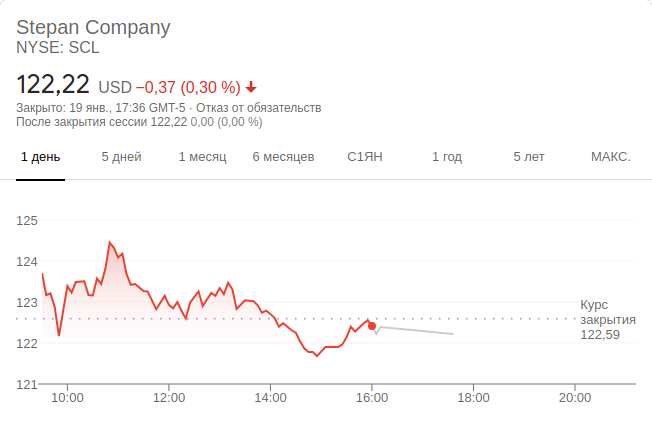 Stepan Company
NYSE: SCL
122,22 USD −0,37 (0,30 %)
Закрыто: 19 янв., 17:36 GMT-5 · Отказ от обязательств
После закрытия сессии 122,22 0,00 (0,00 %)
1 день 5 дней 1 месяц 6 месяцев С1ЯН 1 год 5 лет МАКС.
125
124
123
122
121
Курс
закрытия
122,59
10:00 12:00 14:00 16:00 18:00 20:00